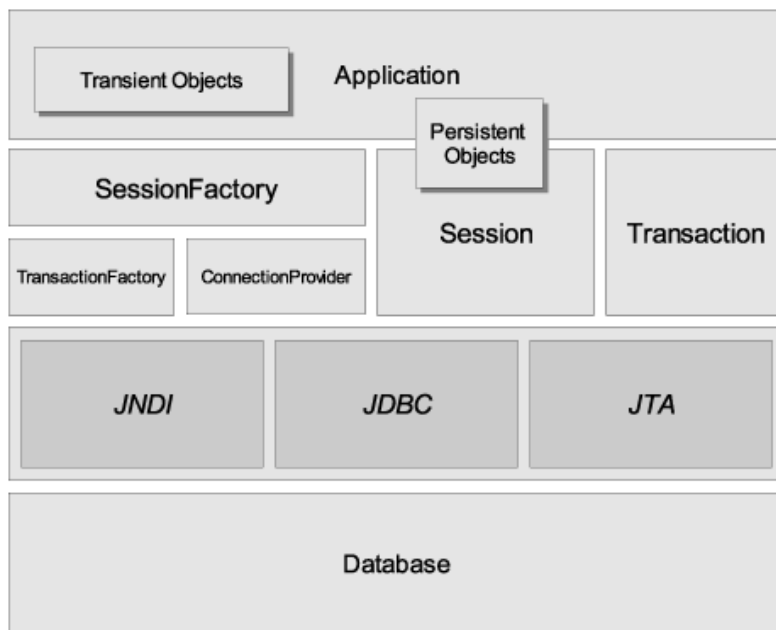 Transient Objects
Application
Persistent
Objects
SessionFactory
Session
Transaction
TransactionFactory
ConnectionProvider
JNDI
JDBC
JTA
Database